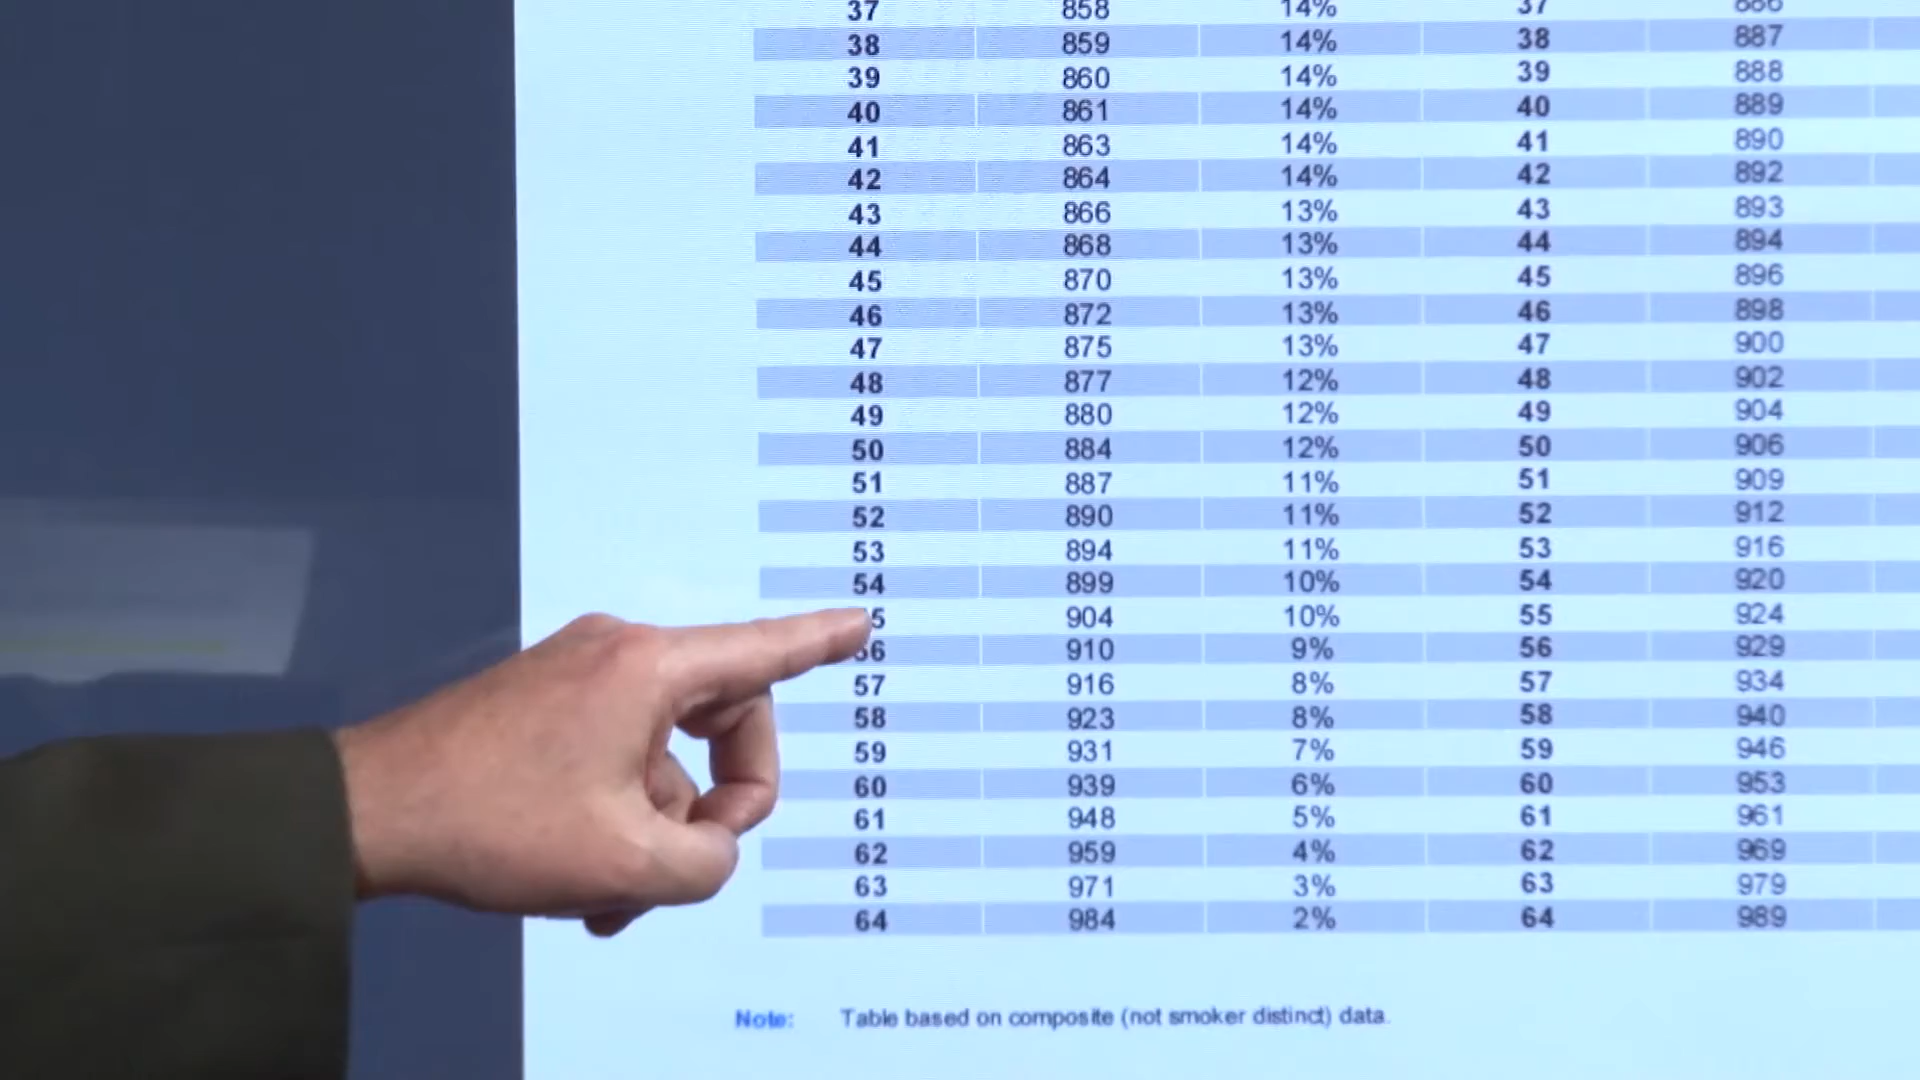 37 858 14% 37 886
38 859 14% 38 887
39 860 14% 39 888
40 861 14% 40 889
41 863 14% 41 890
42 864 14% 42 892
43 866 13% 43 893
44 868 13% 44 894
45 870 13% 45 896
46 872 13% 46 898
47 875 13% 47 900
48 877 12% 48 902
49 880 12% 49 904
50 884 12% 50 906
51 887 11% 51 909
52 890 11% 52 912
53 894 11% 53 916
54 899 10% 54 920
5 904 10% 55 924
56 910 9% 56 929
57 916 8% 57 934
58 923 8% 58 940
59 931 7% 59 946
60 939 6% 60 953
61 948 5% 61 961
62 959 4% 62 969
63 971 3% 63 979
64 984 2% 64 989
Note: Table based on composite (not smoker distinct) data.